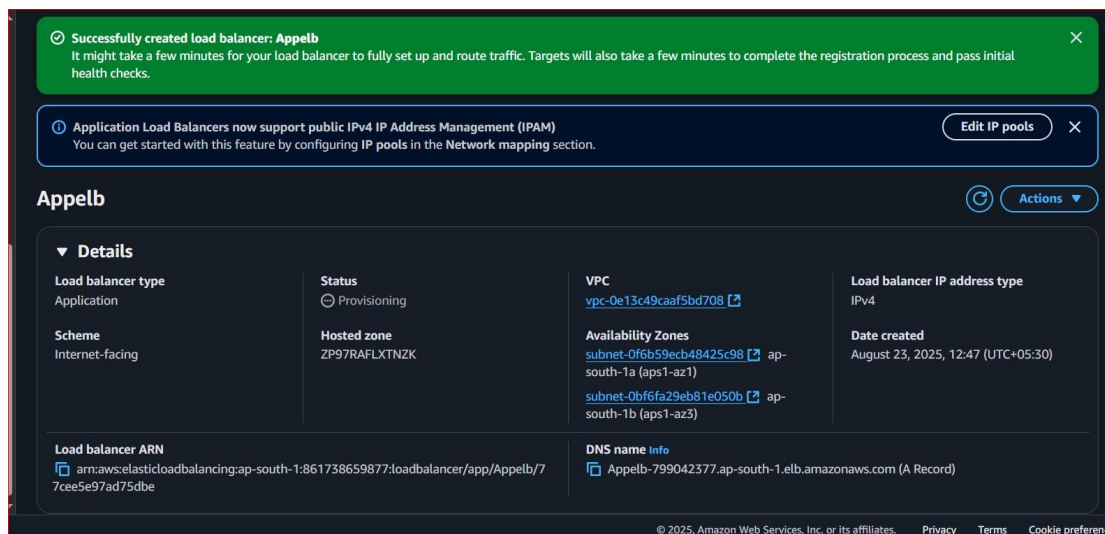 Successfully created load balancer: Appelb
It might take a few minutes for your load balancer to fully set up and route traffic. Targets will also take a few minutes to complete the registration process and pass initial
health checks.
Application Load Balancers now support public IPv4 IP Address Management (IPAM)
You can get started with this feature by configuring IP pools in the Network mapping section.
Edit IP pools
Appelb
Actions
Details
Load balancer type
Application
Status
Provisioning
VPC
vpc-0e13c49caaf5bd708
Load balancer IP address type
IPv4
Scheme
Internet-facing
Hosted zone
ZP97RAFLXTNZK
Availability Zones
subnet-0f6b59ecb48425c98 ap-
south-1a (aps1-az1)
subnet-0bf6fa29eb81e050b ap-
south-1b (aps1-az3)
Date created
August 23, 2025, 12:47 (UTC+05:30)
Load balancer ARN
arn:aws:elasticloadbalancing:ap-south-1:861738659877:loadbalancer/app/Appelb/7
7cee5e97ad75dbe
DNS name Info
Appelb-799042377.ap-south-1.elb.amazonaws.com (A Record)
© 2025, Amazon Web Services, Inc. or its affiliates. Privacy Terms Cookie preferen